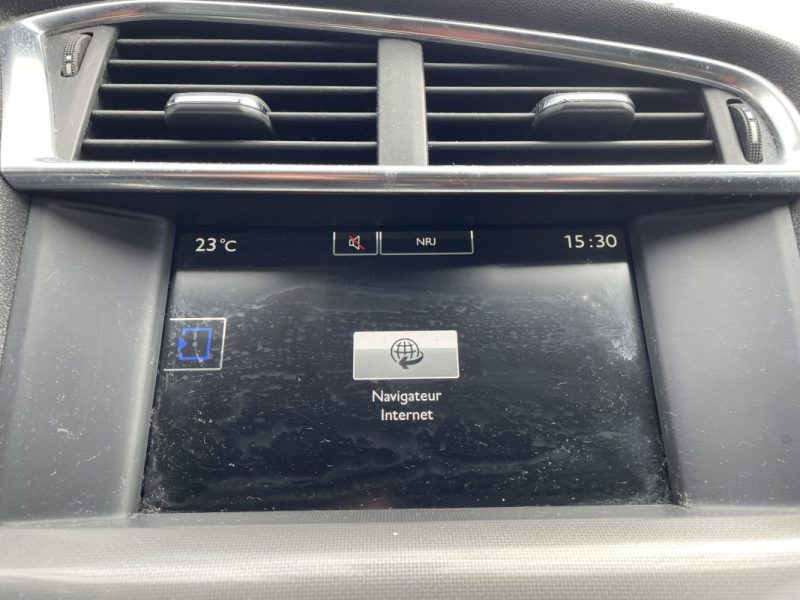 23 °C NRJ 15:30
Navigateur
Internet